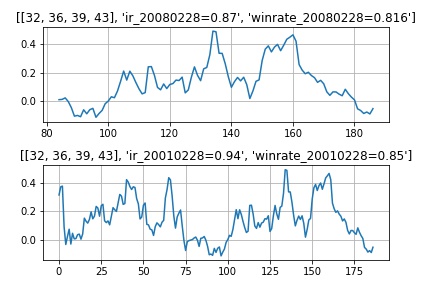 [[32, 36, 39, 43], 'ir_20080228=0.87', 'winrate_20080228=0.816']
0.4
0.2
0.0
80 100 120 140 160 180
[[32, 36, 39, 43], 'ir_20010228=0.94', 'winrate_20010228=0.85']
0.4
0.2
0.0
0 25 50 75 100 125 150 175